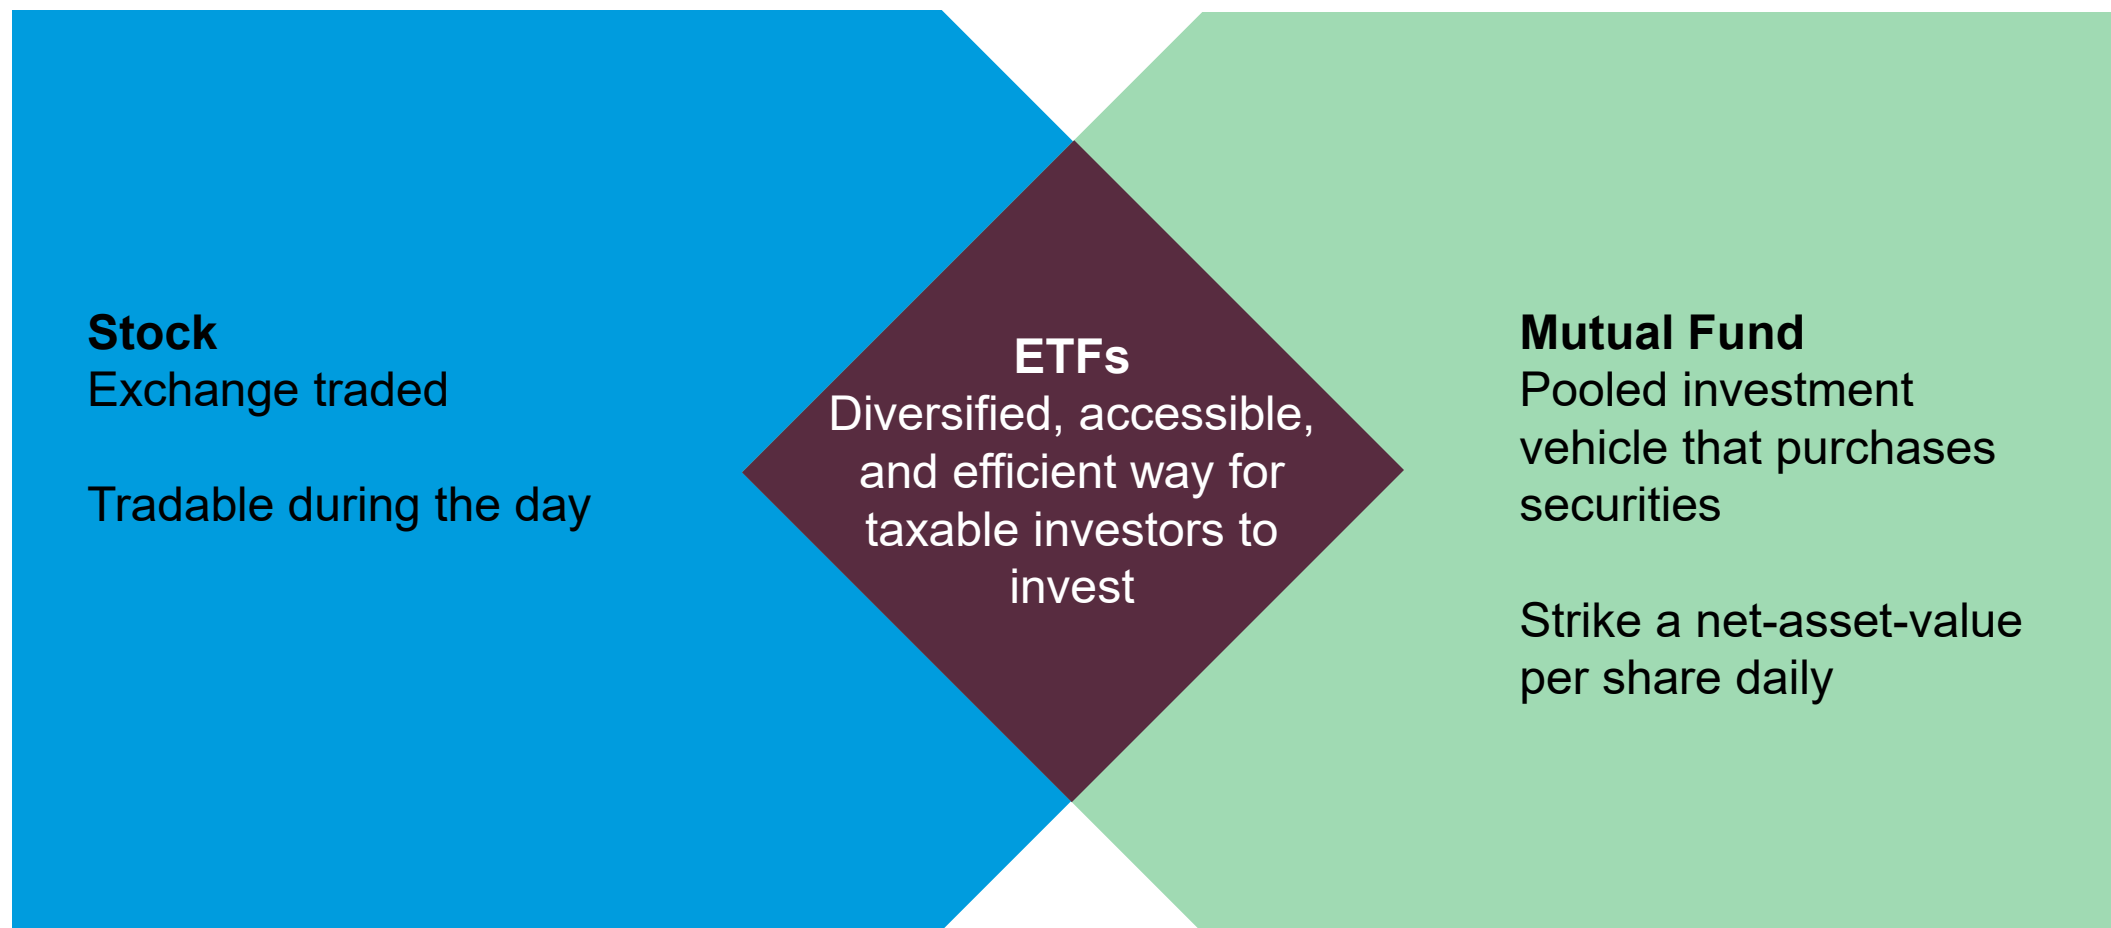 Stock
Exchange traded
Tradable during the day
ETFs
Diversified, accessible,
and efficient way for
taxable investors to
invest
Mutual Fund
Pooled investment
vehicle that purchases
securities
Strike a net-asset-value
per share daily